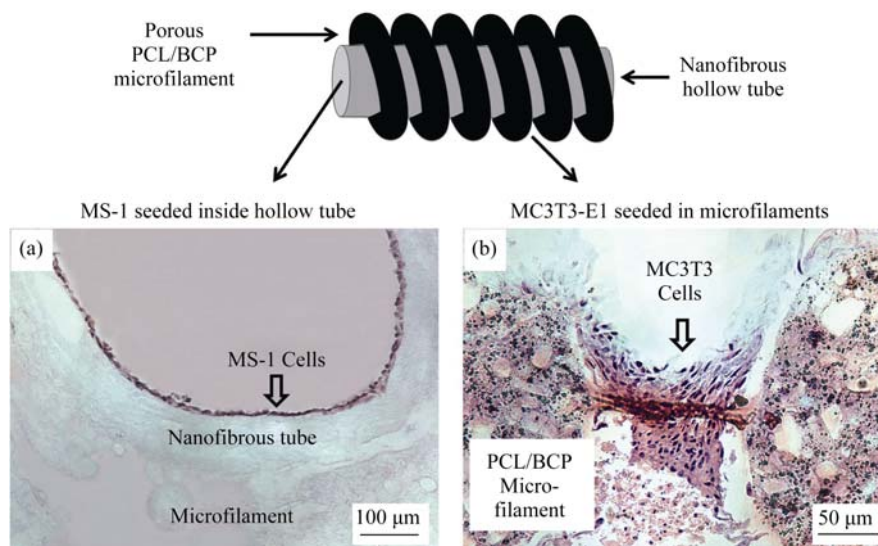 Porous
PCL/BCP
microfilament
Nanofibrous
hollow tube
MS-1 seeded inside hollow tube
MC3T3-E1 seeded in microfilaments
(a)
MS-1 Cells
Nanofibrous tube
Microfilament
100 μm
(b)
MC3T3
Cells
PCL/BCP
Micro-
filament
50 μm